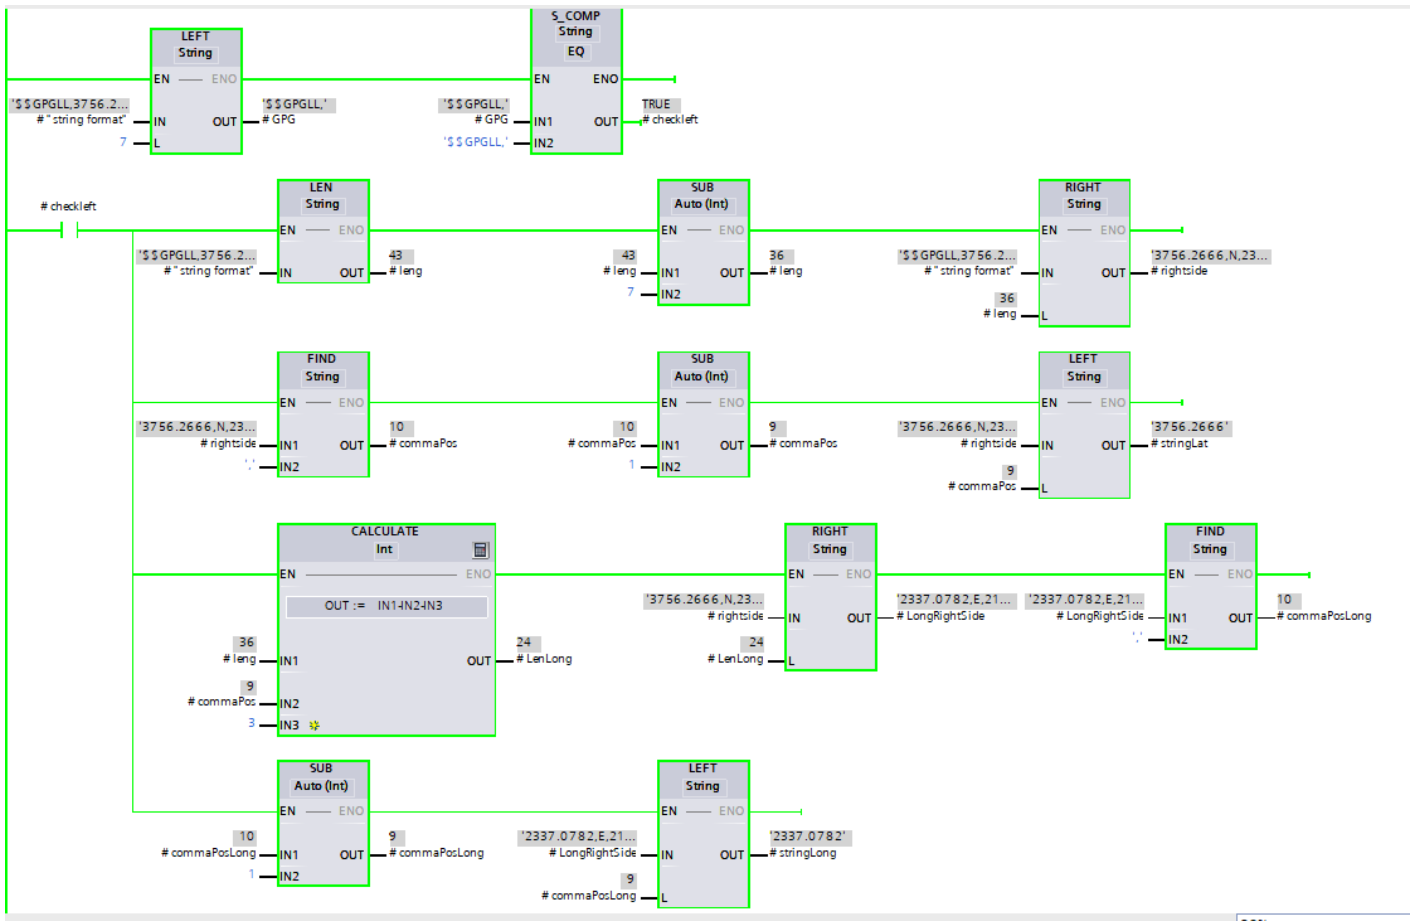 LEFT
String
EN ENO
'$$GPGLL,3756.2...
#"string format"
IN
OUT
'$$GPGLL,'
#GPG
7
L
S_COMP
String
EQ
EN ENO
'$$GPGLL,'
#GPG
IN1
OUT
TRUE
#checkleft
'$$GPGLL,'
IN2
#checkleft
LEN
String
EN ENO
'$$GPGLL,3756.2...
#"string format"
IN
OUT
43
#leng
SUB
Auto (Int)
EN ENO
43
#leng
IN1
OUT
36
#leng
7
IN2
RIGHT
String
EN ENO
'$$GPGLL,3756.2...
#"string format"
IN
OUT
'3756.2666,N,23...
#rightside
36
#leng
L
FIND
String
EN ENO
'3756.2666,N,23...
#rightside
IN1
OUT
10
#commaPos
','
IN2
SUB
Auto (Int)
EN ENO
10
#commaPos
IN1
OUT
9
#commaPos
1
IN2
LEFT
String
EN ENO
'3756.2666,N,23...
#rightside
IN
OUT
'3756.2666'
#stringLat
9
#commaPos
L
CALCULATE
Int
EN ENO
OUT := IN1-IN2-IN3
36
#leng
IN1
OUT
24
#LenLong
9
#commaPos
IN2
3
IN3
RIGHT
String
EN ENO
'3756.2666,N,23...
#rightside
IN
OUT
'2337.0782,E,21...
#LongRightSide
24
#LenLong
L
FIND
String
EN ENO
'2337.0782,E,21...
#LongRightSide
IN1
OUT
10
#commaPosLong
','
IN2
SUB
Auto (Int)
EN ENO
10
#commaPosLong
IN1
OUT
9
#commaPosLong
1
IN2
LEFT
String
EN ENO
'2337.0782,E,21...
#LongRightSide
IN
OUT
'2337.0782'
#stringLong
9
#commaPosLong
L